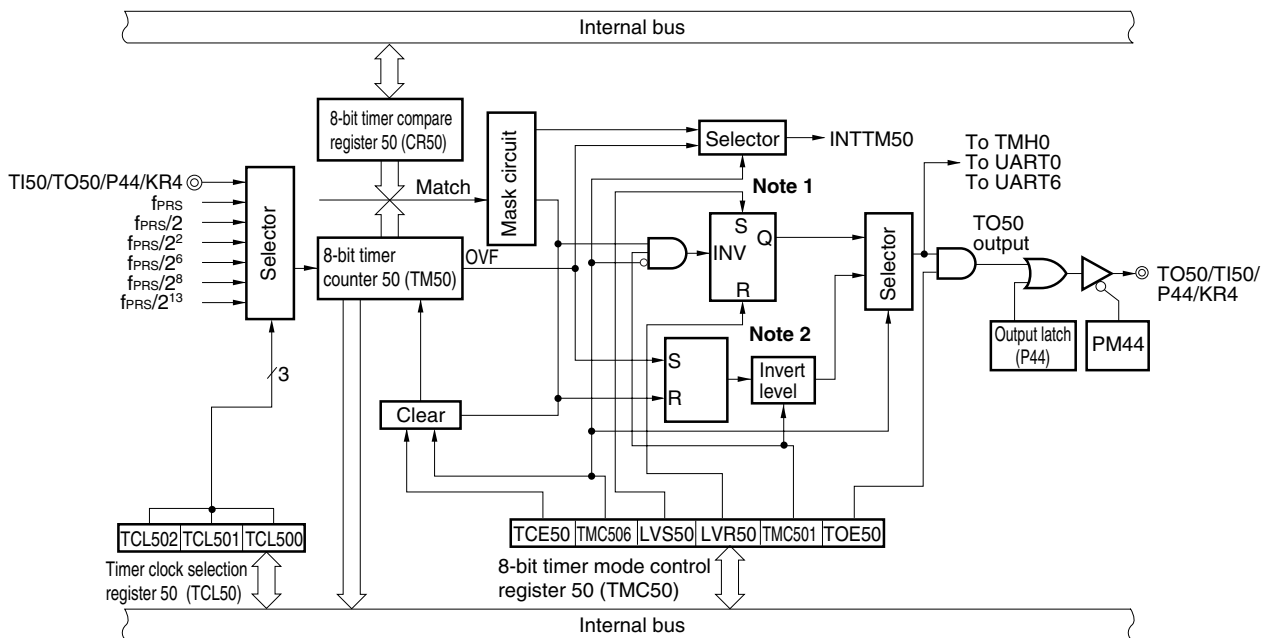 Internal bus
8-bit timer compare
register 50 (CR50)
Mask circuit
Selector
INTTM50
To TMH0
To UART0
To UART6
TI50/TO50/P44/KR4
fPRS
fPRS/2
fPRS/2²
fPRS/2⁶
fPRS/2⁸
fPRS/2¹³
Selector
Match
Note 1
S
INV
Q
R
8-bit timer
counter 50 (TM50)
OVF
Selector
TO50
output
TO50/TI50/
P44/KR4
Output latch
(P44)
PM44
Note 2
S
R
Invert
level
3
Clear
TCL502 TCL501 TCL500
Timer clock selection
register 50 (TCL50)
TCE50 TMC506 LVS50 LVR50 TMC501 TOE50
8-bit timer mode control
register 50 (TMC50)
Internal bus